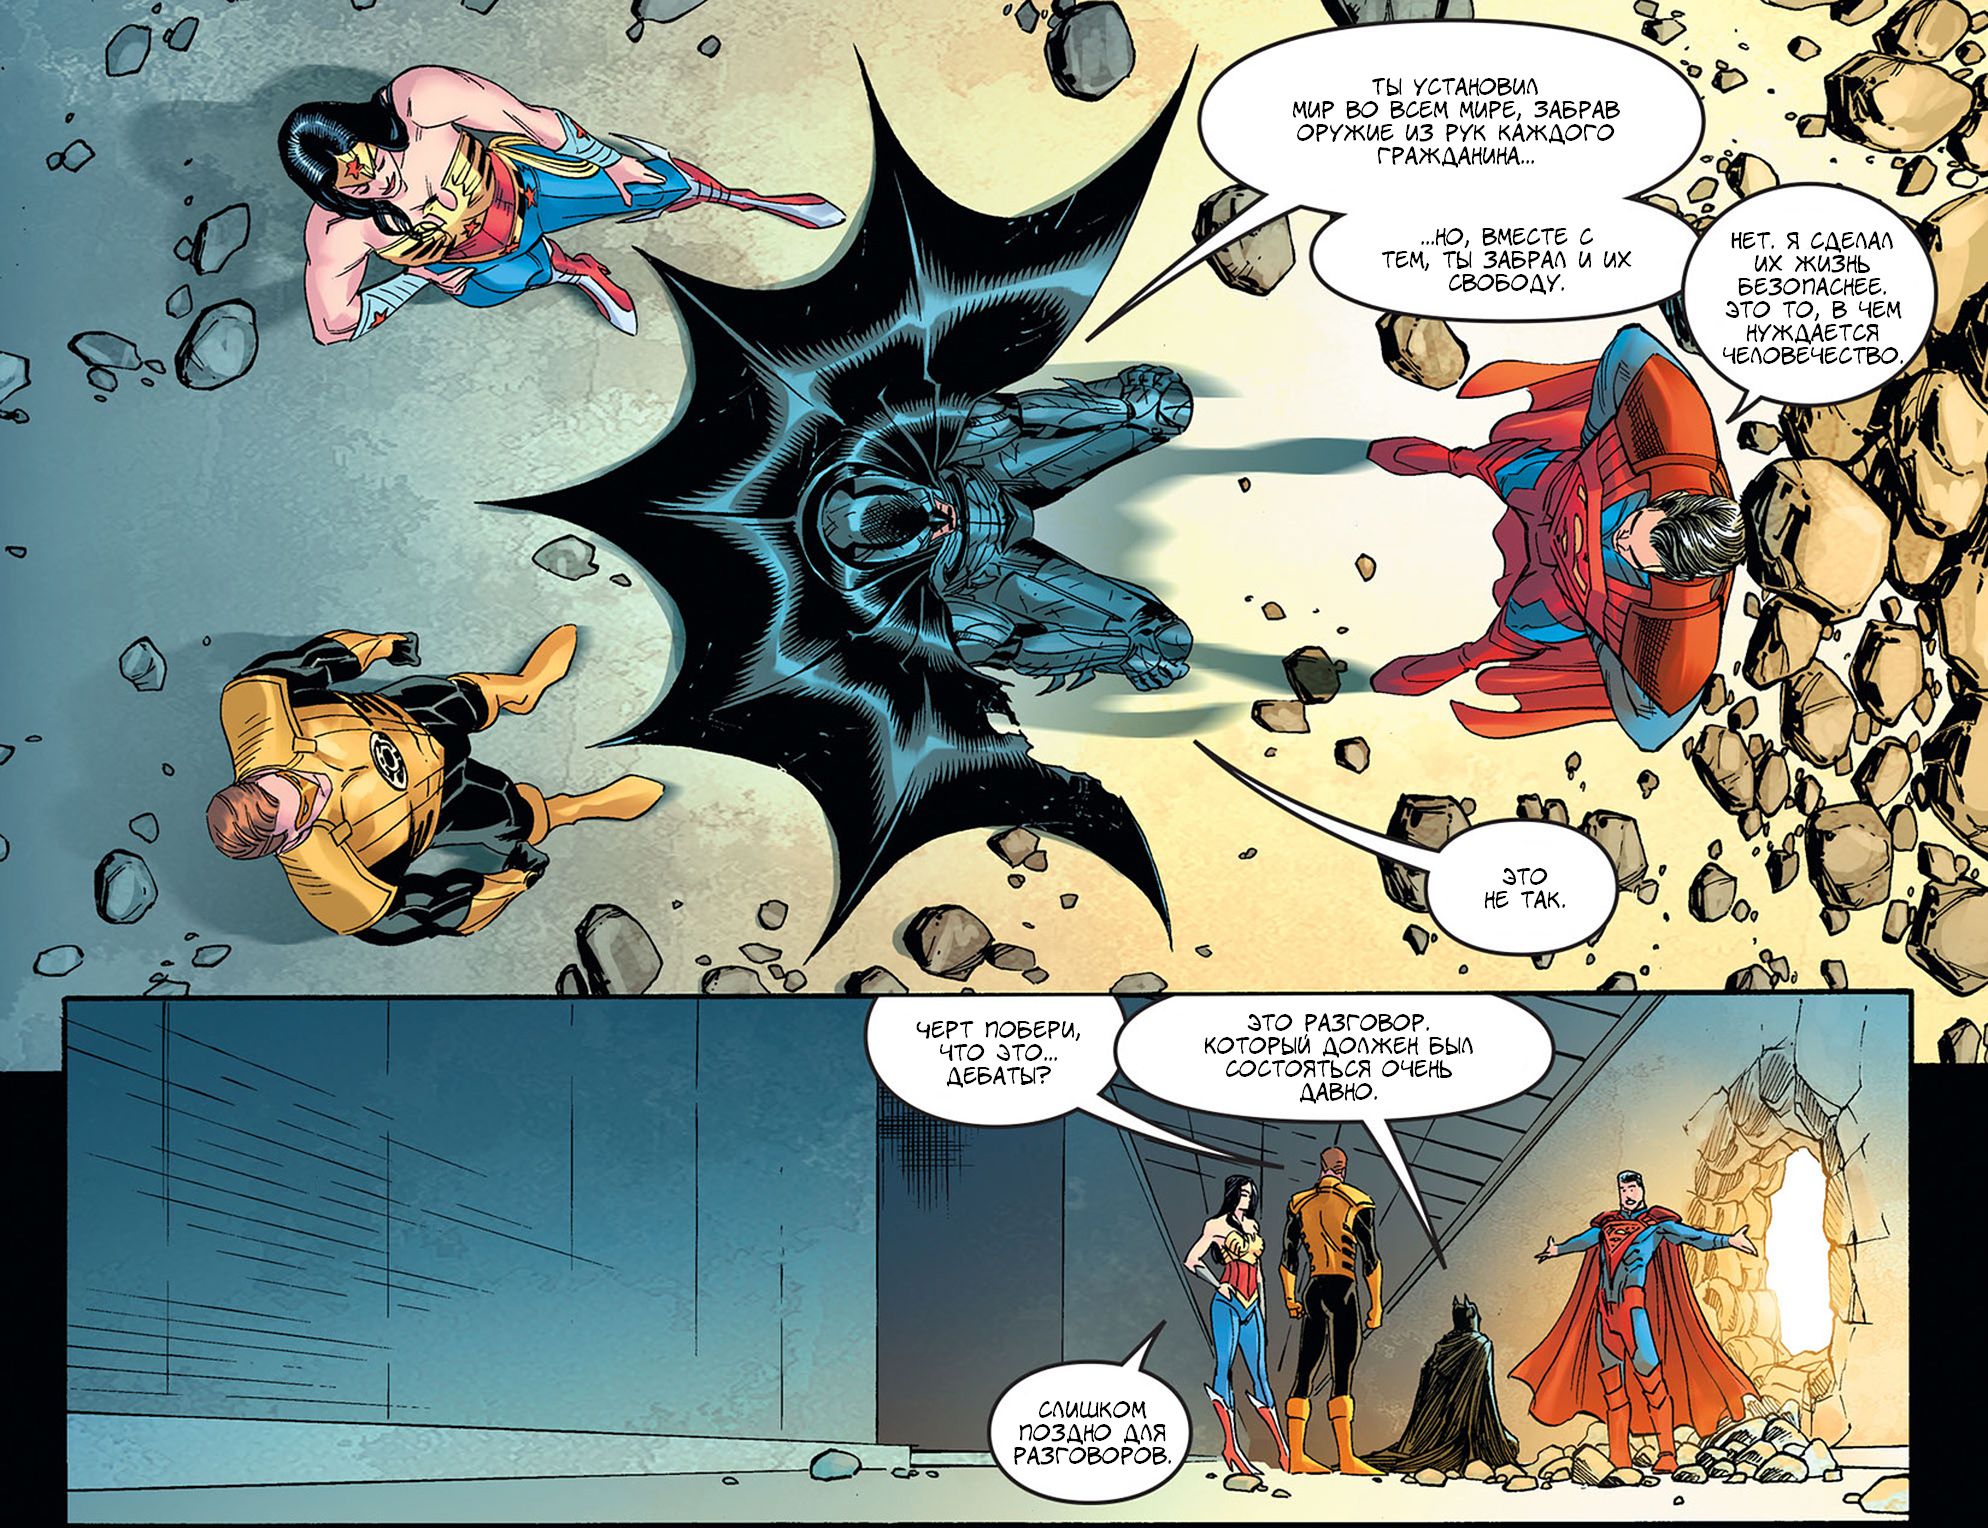 ТЫ УСТАНОВИЛ
МИР ВО ВСЕМ МИРЕ, ЗАБРАВ
ОРУЖИЕ ИЗ РУК КАЖДОГО
ГРАЖДАНИНА...
...НО, ВМЕСТЕ С
ТЕМ, ТЫ ЗАБРАЛ И ИХ
СВОБОДУ.
НЕТ. Я СДЕЛАЛ
ИХ ЖИЗНЬ
БЕЗОПАСНЕЕ.
ЭТО ТО, В ЧЕМ
НУЖДАЕТСЯ
ЧЕЛОВЕЧЕСТВО.
ЭТО
НЕ ТАК.
ЧЕРТ ПОБЕРИ,
ЧТО ЭТО...
ДЕБАТЫ?
ЭТО РАЗГОВОР.
КОТОРЫЙ ДОЛЖЕН БЫЛ
СОСТОЯТЬСЯ ОЧЕНЬ
ДАВНО.
СЛИШКОМ
ПОЗДНО ДЛЯ
РАЗГОВОРОВ.